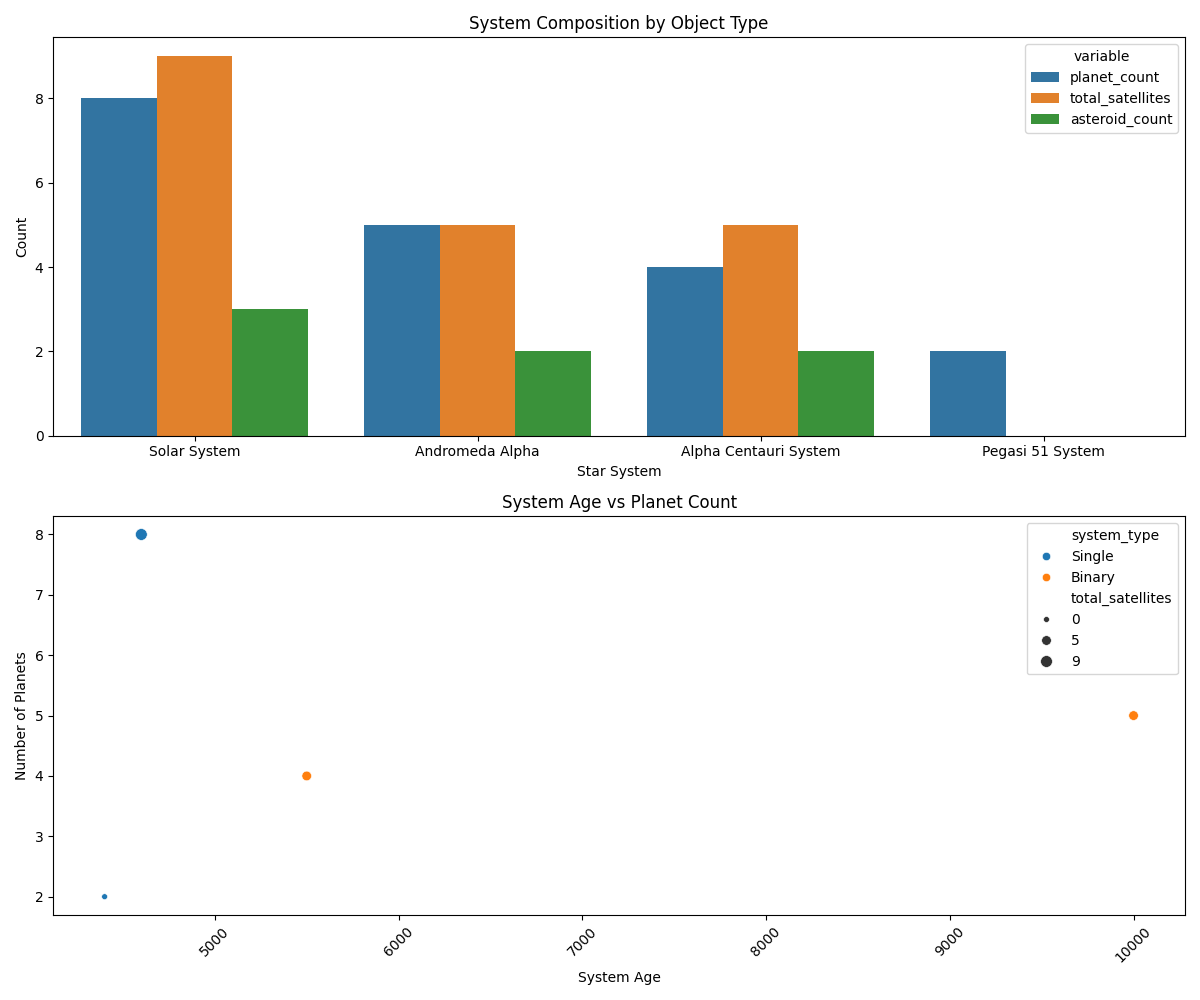 System Composition by Object Type
variable
planet_count
total_satellites
asteroid_count
Count
8
6
4
2
0
Solar System
Andromeda Alpha
Alpha Centauri System
Pegasi 51 System
Star System
System Age vs Planet Count
system_type
Single
Binary
total_satellites
0
5
9
Number of Planets
8
7
6
5
4
3
2
5000
6000
7000
8000
9000
10000
System Age